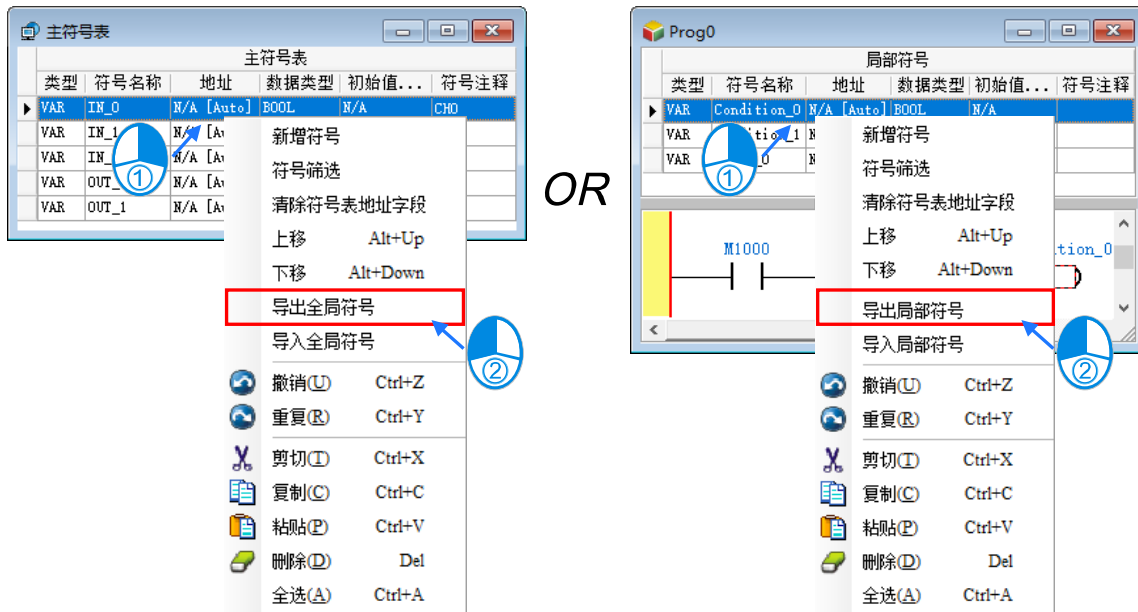 主符号表
主符号表
类型 符号名称 地址 数据类型 初始值... 符号注释
VAR IN_0 N/A [Auto] BOOL N/A CHO
VAR IN_1 N/A [Au
VAR IN_ N/A [Au
VAR OUT_ N/A [Au
VAR OUT_1 N/A [Au
①
新增符号
符号筛选
清除符号表地址字段
上移 Alt+Up
下移 Alt+Down
导出全局符号
导入全局符号
②
撤销(U) Ctrl+Z
重复(R) Ctrl+Y
剪切(T) Ctrl+X
复制(C) Ctrl+C
粘贴(P) Ctrl+V
删除(D) Del
全选(A) Ctrl+A
OR
Prog0
局部符号
类型 符号名称 地址 数据类型 初始值... 符号注释
VAR Condition_0 N/A [Auto] BOOL N/A
VAR ition_1 N
VAR _0 N
①
M1000
tion_0
新增符号
符号筛选
清除符号表地址字段
上移 Alt+Up
下移 Alt+Down
导出局部符号
导入局部符号
②
撤销(U) Ctrl+Z
重复(R) Ctrl+Y
剪切(T) Ctrl+X
复制(C) Ctrl+C
粘贴(P) Ctrl+V
删除(D) Del
全选(A) Ctrl+A